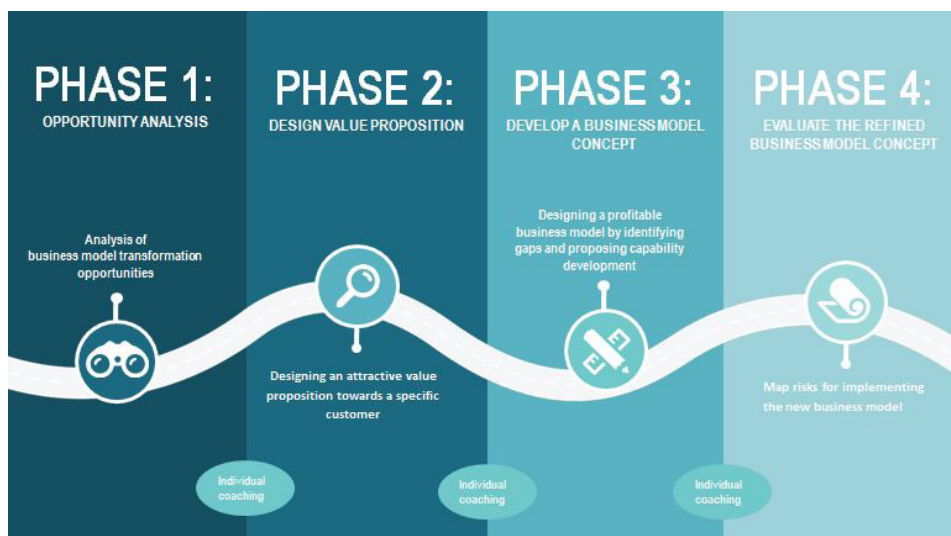 PHASE 1:
OPPORTUNITY ANALYSIS
Analysis of
business model transformation
opportunities
PHASE 2:
DESIGN VALUE PROPOSITION
Designing an attractive value
proposition towards a specific
customer
PHASE 3:
DEVELOP A BUSINESS MODEL
CONCEPT
Designing a profitable
business model by identifying
gaps and proposing capability
development
PHASE 4:
EVALUATE THE REFINED
BUSINESS MODEL CONCEPT
Map risks for implementing
the new business model
Individual
coaching
Individual
coaching
Individual
coaching